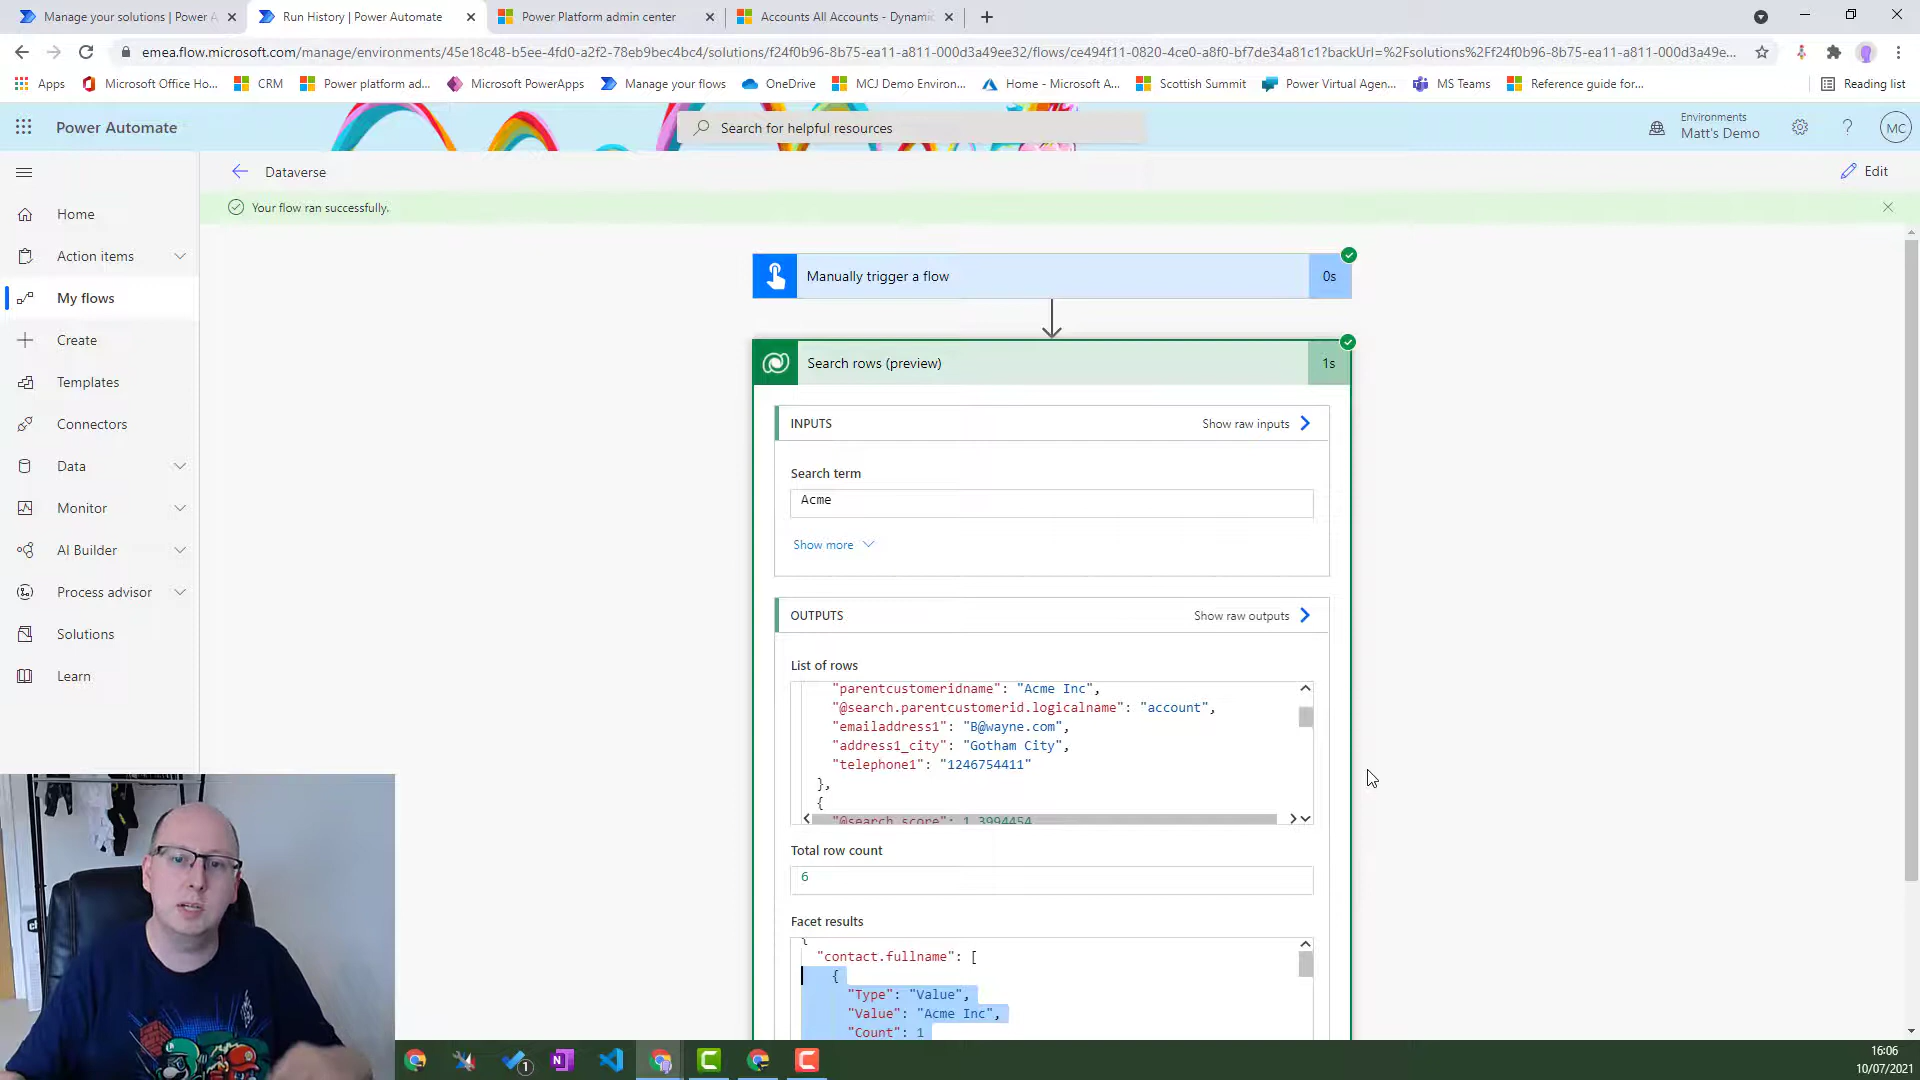 Manage your solutions | Power A
Run History | Power Automate
Power Platform admin center
Accounts All Accounts - Dynamic
emea.flow.microsoft.com/manage/environments/45e18c48-b5ee-4fd0-a2f2-78eb9bec4bc4/solutions/f24f0b96-8b75-ea11-a811-000d3a49ee32/flows/ce494f11-0820-4ce0-a8f0-bf7de34a81c1?backUrl=%2Fsolutions%2Ff24f0b96-8b75-ea11-a811-000d3a49e...
Apps
Microsoft Office Ho...
CRM
Power platform ad...
Microsoft PowerApps
Manage your flows
OneDrive
MCJ Demo Environ...
Home - Microsoft A...
Scottish Summit
Power Virtual Agen...
MS Teams
Reference guide for...
Reading list
Power Automate
Search for helpful resources
Environments
Matt's Demo
MC
Dataverse
Edit
Your flow ran successfully.
Home
Action items
My flows
Create
Templates
Connectors
Data
Monitor
AI Builder
Process advisor
Solutions
Learn
Manually trigger a flow
0s
Search rows (preview)
1s
INPUTS
Show raw inputs
Search term
Acme
Show more
OUTPUTS
Show raw outputs
List of rows
"parentcustomeridname": "Acme Inc",
"@search.parentcustomerid.logicalname": "account",
"emailaddress1": "B@wayne.com",
"address1_city": "Gotham City",
"telephone1": "1246754411"
},
{
"@search.score": 1.3994454
Total row count
6
Facet results
{
"contact.fullname": [
{
"Type": "Value",
"Value": "Acme Inc",
"Count": 1
1
16:06
10/07/2021